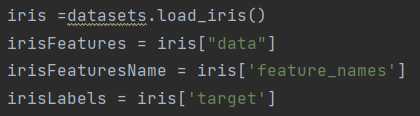 iris =datasets.load_iris()
irisFeatures = iris["data"]
irisFeaturesName = iris['feature_names']
irisLabels = iris['target']